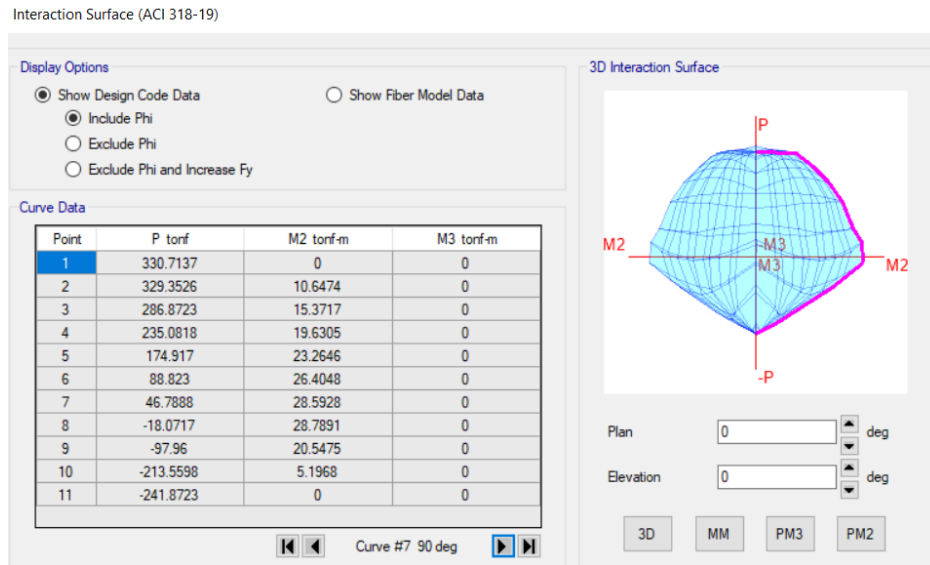 Interaction Surface (ACI 318-19)
Display Options
Show Design Code Data
Show Fiber Model Data
Include Phi
Exclude Phi
Exclude Phi and Increase Fy
Curve Data
Point P tonf M2 tonf-m M3 tonf-m
1 330.7137 0 0
2 329.3526 10.6474 0
3 286.8723 15.3717 0
4 235.0818 19.6305 0
5 174.917 23.2646 0
6 88.823 26.4048 0
7 46.7888 28.5928 0
8 -18.0717 28.7891 0
9 -97.96 20.5475 0
10 -213.5598 5.1968 0
11 -241.8723 0 0
Curve #7 90 deg
3D Interaction Surface
P
M2
M3
M3
M2
-P
Plan 0 deg
Elevation 0 deg
3D MM PM3 PM2